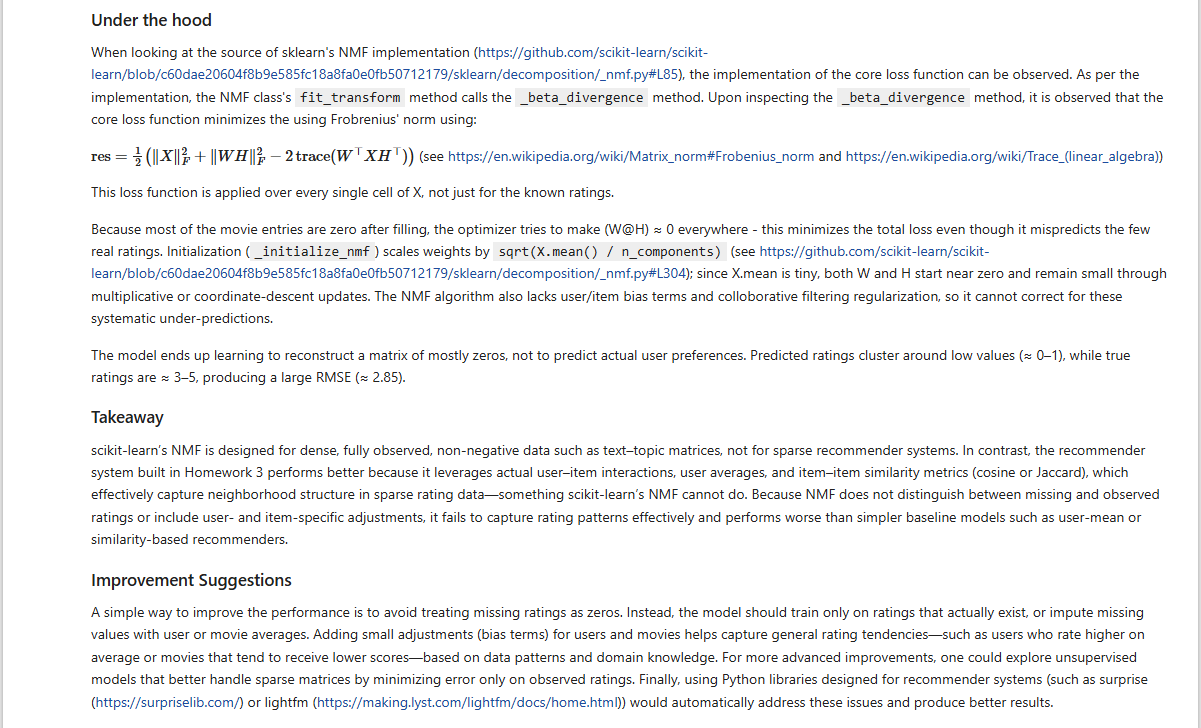 Under the hood
When looking at the source of sklearn's NMF implementation (https://github.com/scikit-learn/scikit-
learn/blob/c60dae20604f8b9e585fc18a8fa0e0fb50712179/sklearn/decomposition/_nmf.py#L85), the implementation of the core loss function can be observed. As per the
implementation, the NMF class's fit_transform method calls the _beta_divergence method. Upon inspecting the _beta_divergence method, it is observed that the
core loss function minimizes the using Frobrenius' norm using:
res = ½ (‖X‖²_F + ‖WH‖²_F − 2 trace(W^⊤XH^⊤)) (see https://en.wikipedia.org/wiki/Matrix_norm#Frobenius_norm and https://en.wikipedia.org/wiki/Trace_(linear_algebra))
This loss function is applied over every single cell of X, not just for the known ratings.
Because most of the movie entries are zero after filling, the optimizer tries to make (W@H) ≈ 0 everywhere - this minimizes the total loss even though it mispredicts the few
real ratings. Initialization ( _initialize_nmf ) scales weights by sqrt(X.mean() / n_components) (see https://github.com/scikit-learn/scikit-
learn/blob/c60dae20604f8b9e585fc18a8fa0e0fb50712179/sklearn/decomposition/_nmf.py#L304); since X.mean is tiny, both W and H start near zero and remain small through
multiplicative or coordinate-descent updates. The NMF algorithm also lacks user/item bias terms and colloborative filtering regularization, so it cannot correct for these
systematic under-predictions.
The model ends up learning to reconstruct a matrix of mostly zeros, not to predict actual user preferences. Predicted ratings cluster around low values (≈ 0–1), while true
ratings are ≈ 3–5, producing a large RMSE (≈ 2.85).
Takeaway
scikit-learn's NMF is designed for dense, fully observed, non-negative data such as text–topic matrices, not for sparse recommender systems. In contrast, the recommender
system built in Homework 3 performs better because it leverages actual user–item interactions, user averages, and item–item similarity metrics (cosine or Jaccard), which
effectively capture neighborhood structure in sparse rating data—something scikit-learn's NMF cannot do. Because NMF does not distinguish between missing and observed
ratings or include user- and item-specific adjustments, it fails to capture rating patterns effectively and performs worse than simpler baseline models such as user-mean or
similarity-based recommenders.
Improvement Suggestions
A simple way to improve the performance is to avoid treating missing ratings as zeros. Instead, the model should train only on ratings that actually exist, or impute missing
values with user or movie averages. Adding small adjustments (bias terms) for users and movies helps capture general rating tendencies—such as users who rate higher on
average or movies that tend to receive lower scores—based on data patterns and domain knowledge. For more advanced improvements, one could explore unsupervised
models that better handle sparse matrices by minimizing error only on observed ratings. Finally, using Python libraries designed for recommender systems (such as surprise
(https://surpriselib.com/) or lightfm (https://making.lyst.com/lightfm/docs/home.html)) would automatically address these issues and produce better results.